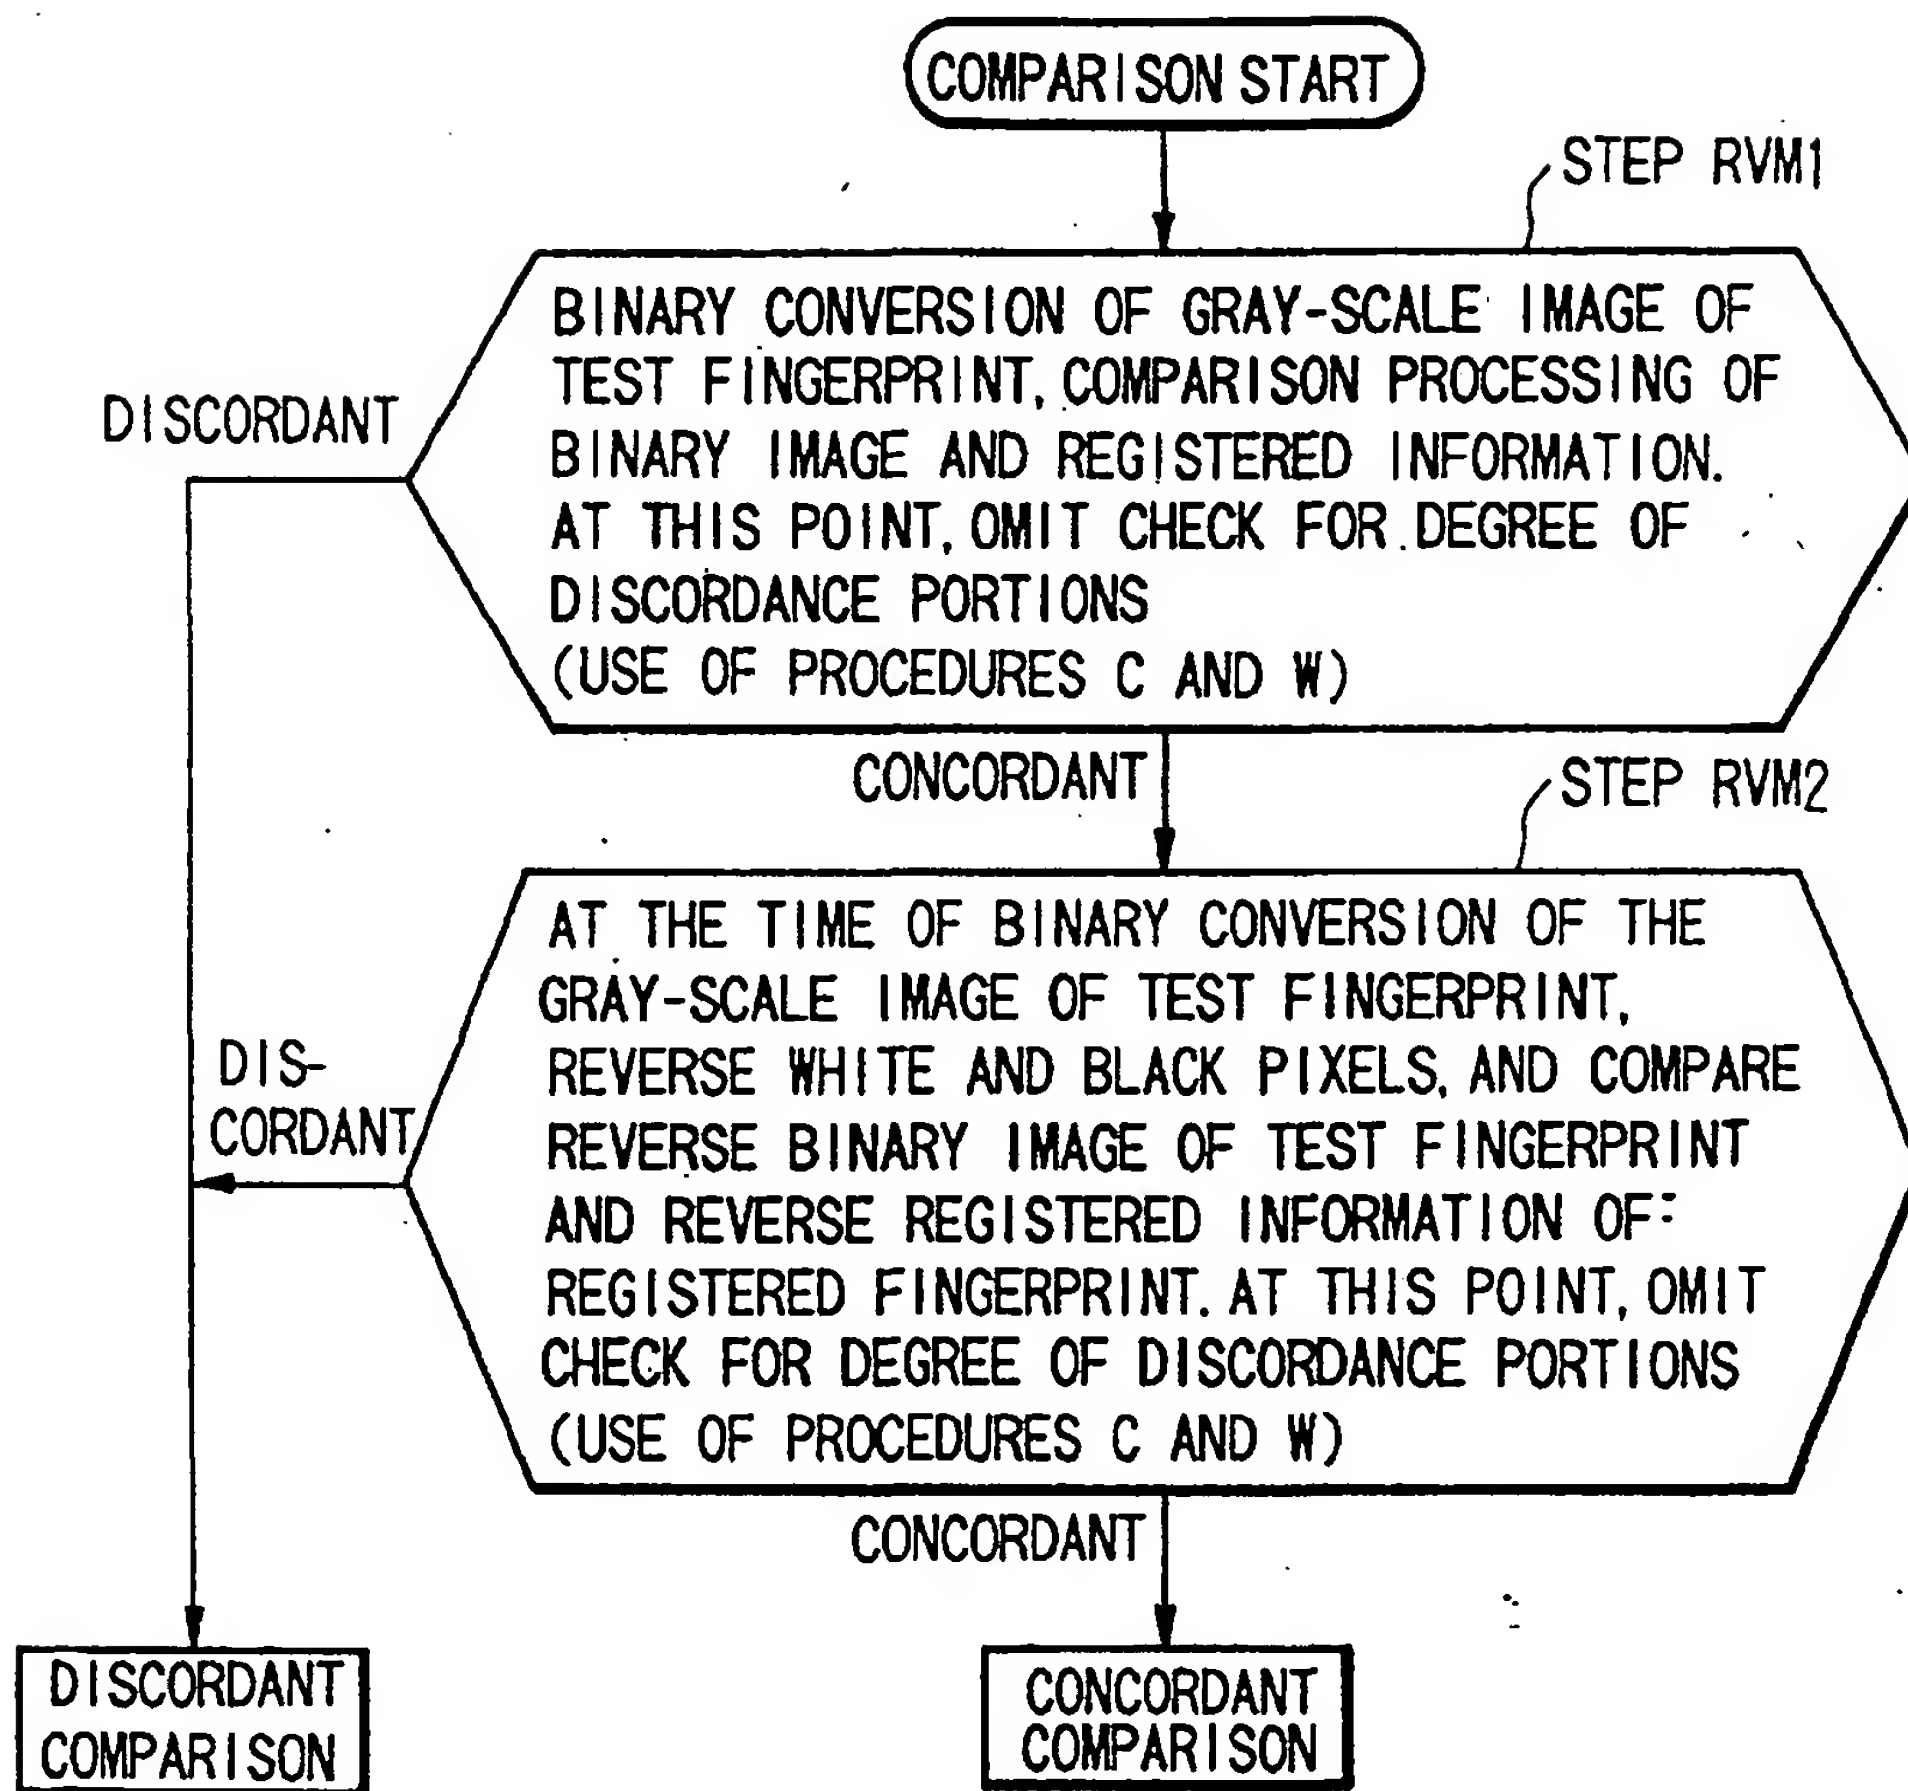 COMPARISON START
STEP RVM1
BINARY CONVERSION OF GRAY-SCALE IMAGE OF
TEST FINGERPRINT, COMPARISON PROCESSING OF
BINARY IMAGE AND REGISTERED INFORMATION.
AT THIS POINT, OMIT CHECK FOR DEGREE OF
DISCORDANCE PORTIONS
(USE OF PROCEDURES C AND W)
DISCORDANT
CONCORDANT
STEP RVM2
AT THE TIME OF BINARY CONVERSION OF THE
GRAY-SCALE IMAGE OF TEST FINGERPRINT,
REVERSE WHITE AND BLACK PIXELS, AND COMPARE
REVERSE BINARY IMAGE OF TEST FINGERPRINT
AND REVERSE REGISTERED INFORMATION OF
REGISTERED FINGERPRINT. AT THIS POINT, OMIT
CHECK FOR DEGREE OF DISCORDANCE PORTIONS
(USE OF PROCEDURES C AND W)
DIS-
CORDANT
CONCORDANT
DISCORDANT
COMPARISON
CONCORDANT
COMPARISON